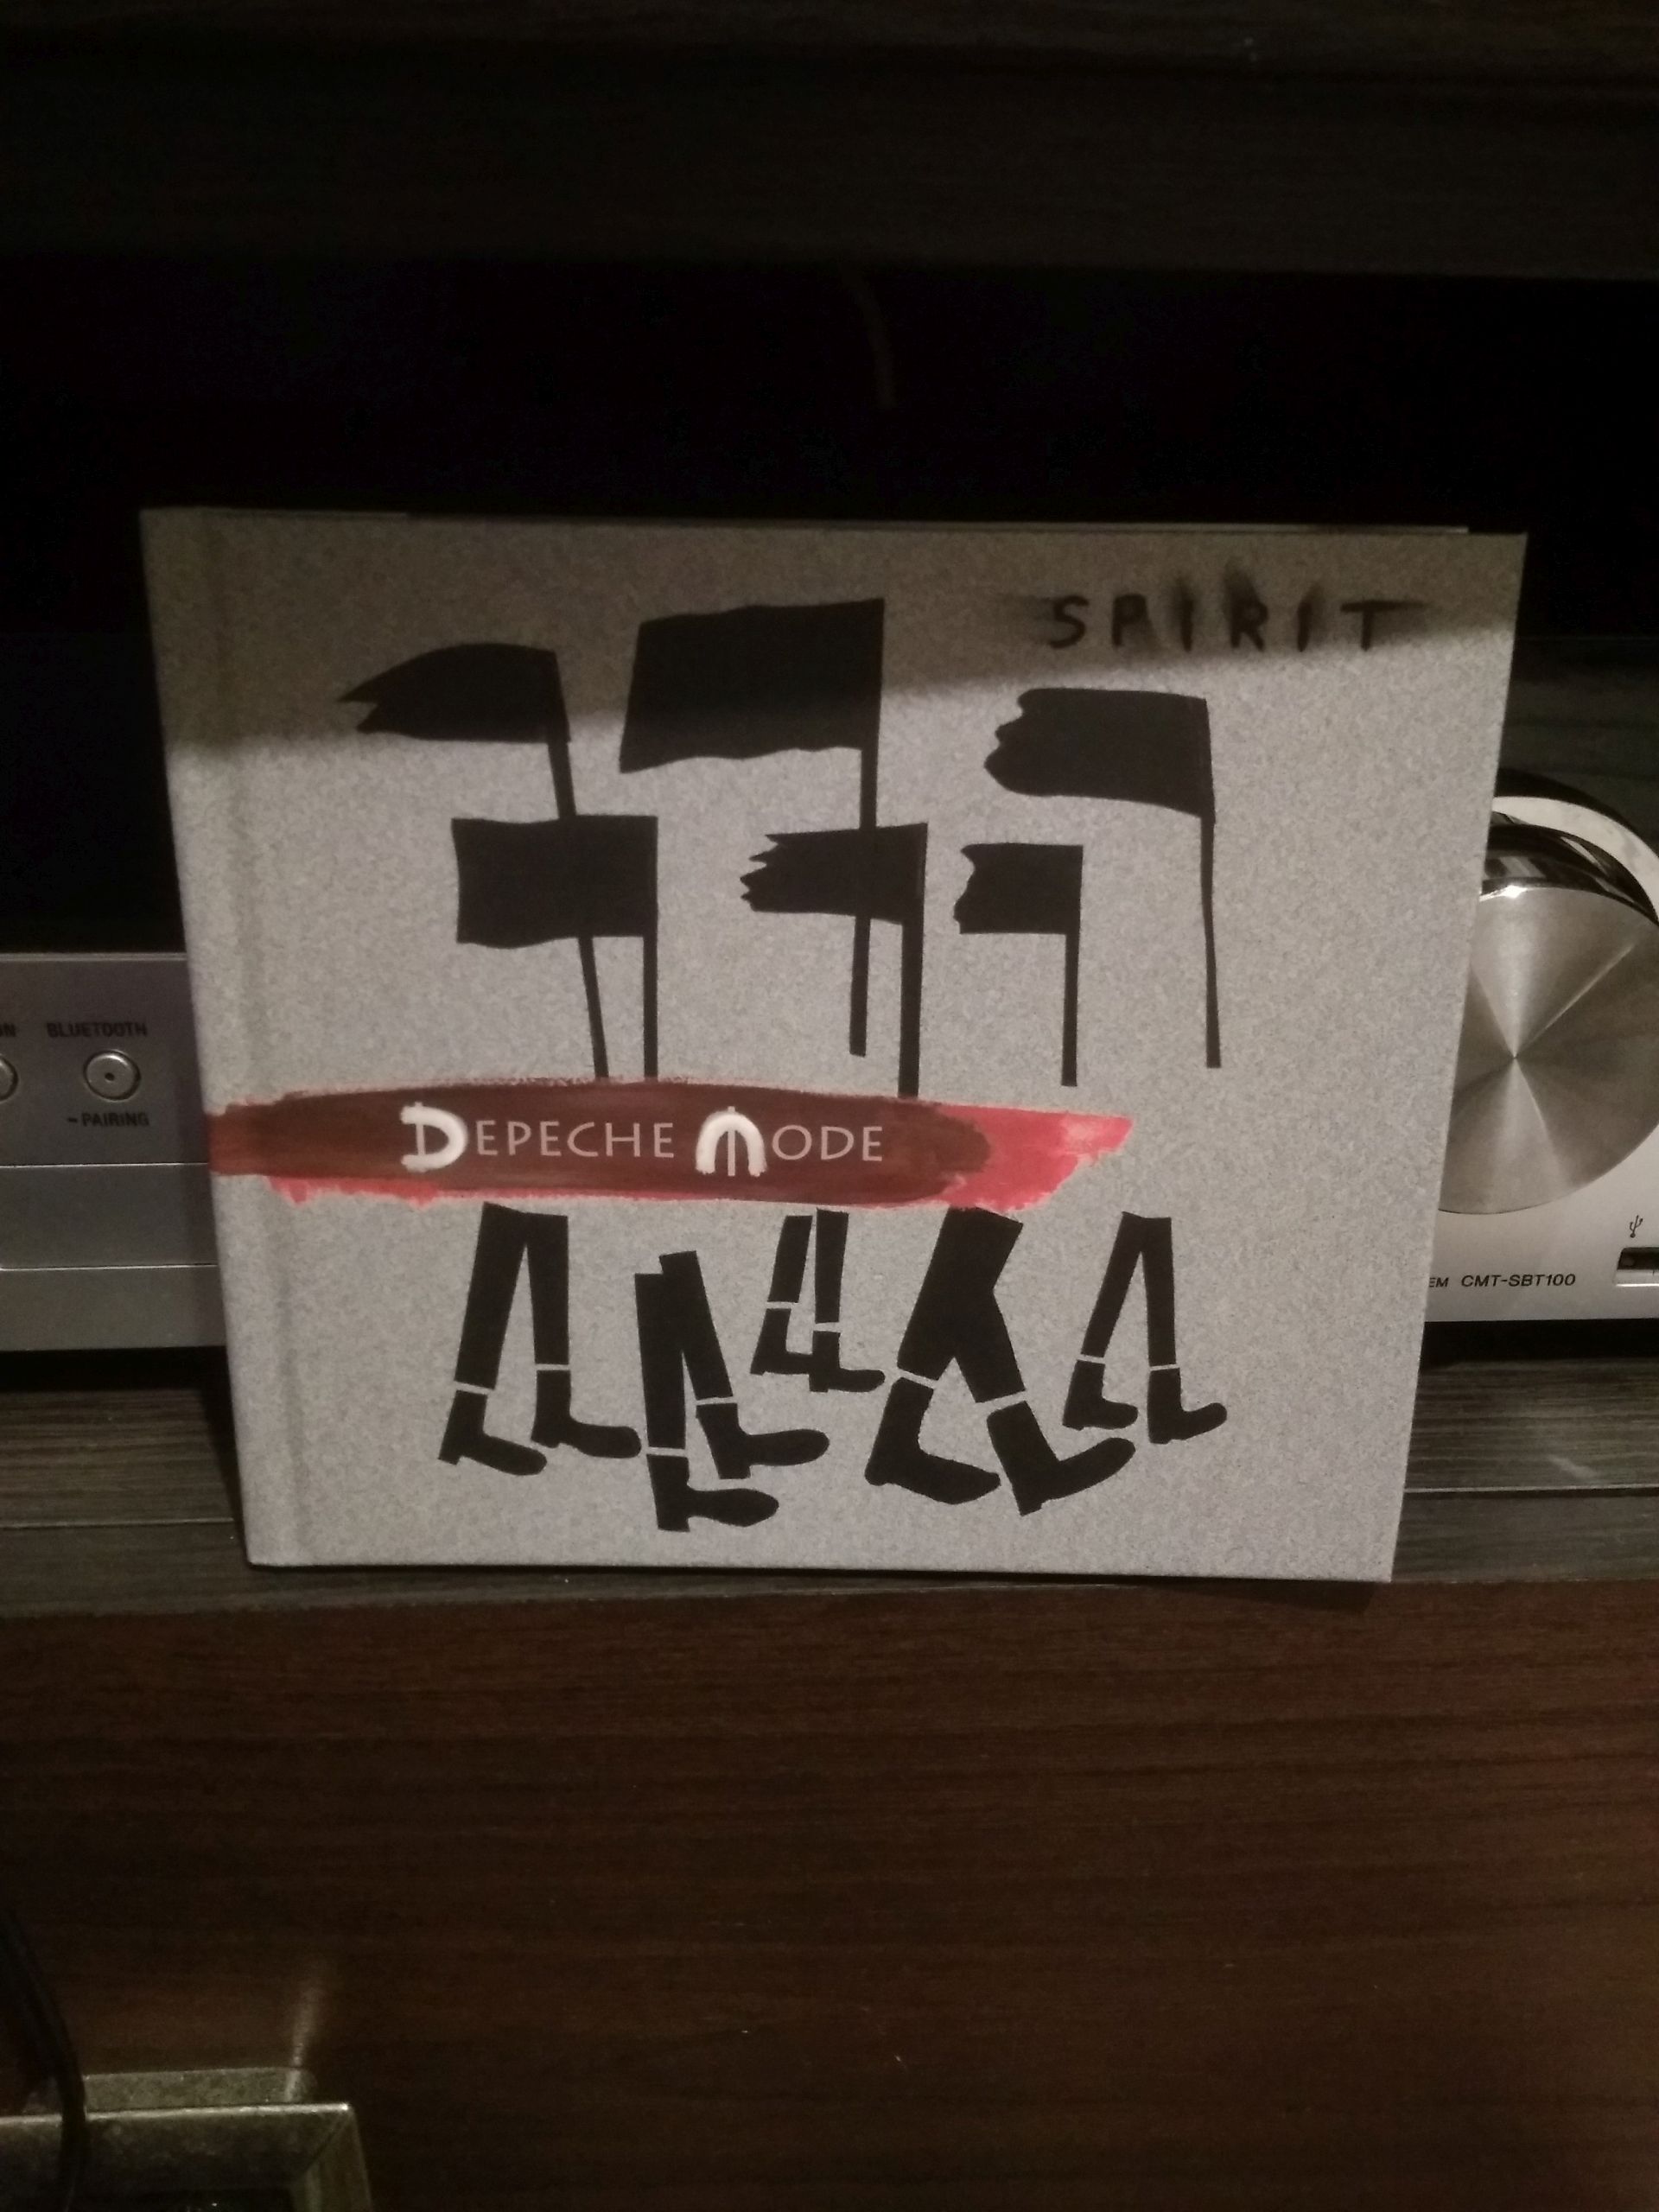 SPIRIT
BLUETOOTH
-PAIRING
DEPECHE MODE
CMT-SBT100